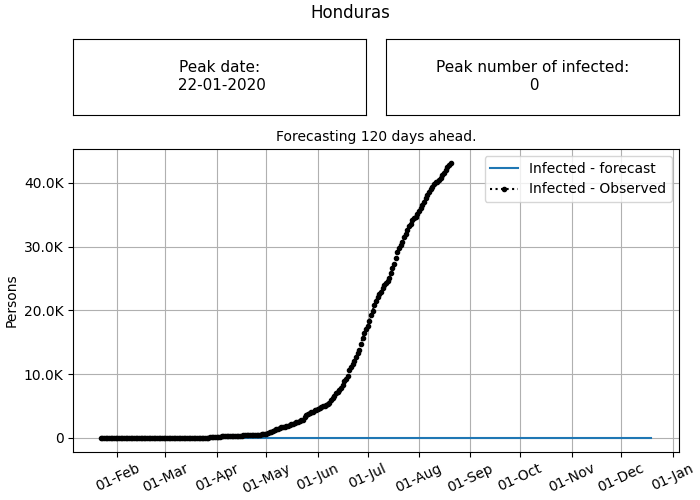 Honduras
Peak date:
22-01-2020
Peak number of infected:
0
Forecasting 120 days ahead.
Infected - forecast
Infected - Observed
40.0K
30.0K
20.0K
10.0K
0
Persons
01-Feb
01-Mar
01-Apr
01-May
01-Jun
01-Jul
01-Aug
01-Sep
01-Oct
01-Nov
01-Dec
01-Jan